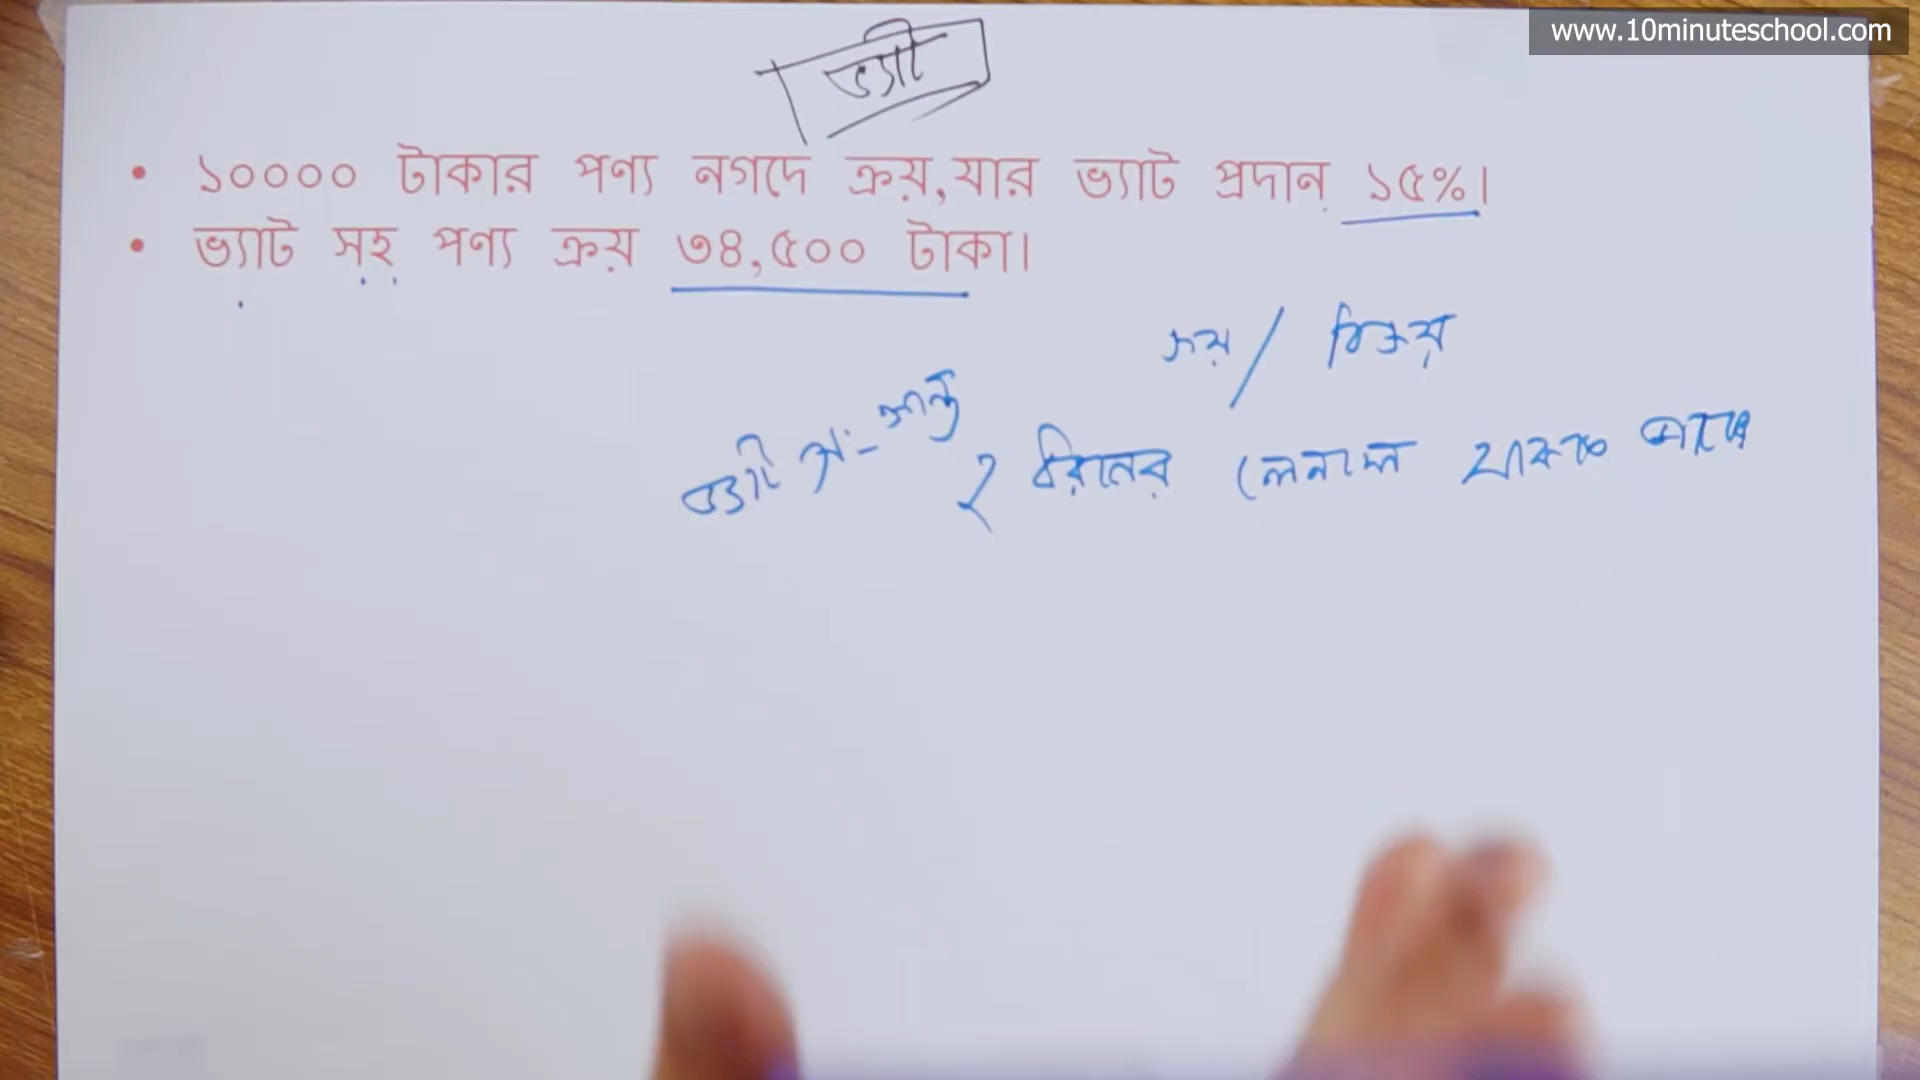 www.10minuteschool.com
ভ্যাট
• ১০০০০ টাকার পণ্য নগদে ক্রয়,যার ভ্যাট প্রদান ১৫%।
• ভ্যাট সহ পণ্য ক্রয় ৩৪,৫০০ টাকা।
ক্রয় / বিক্রয়
ভ্যাট সংক্রান্ত ২ ধরনের লেনদেন থাকতে পারে